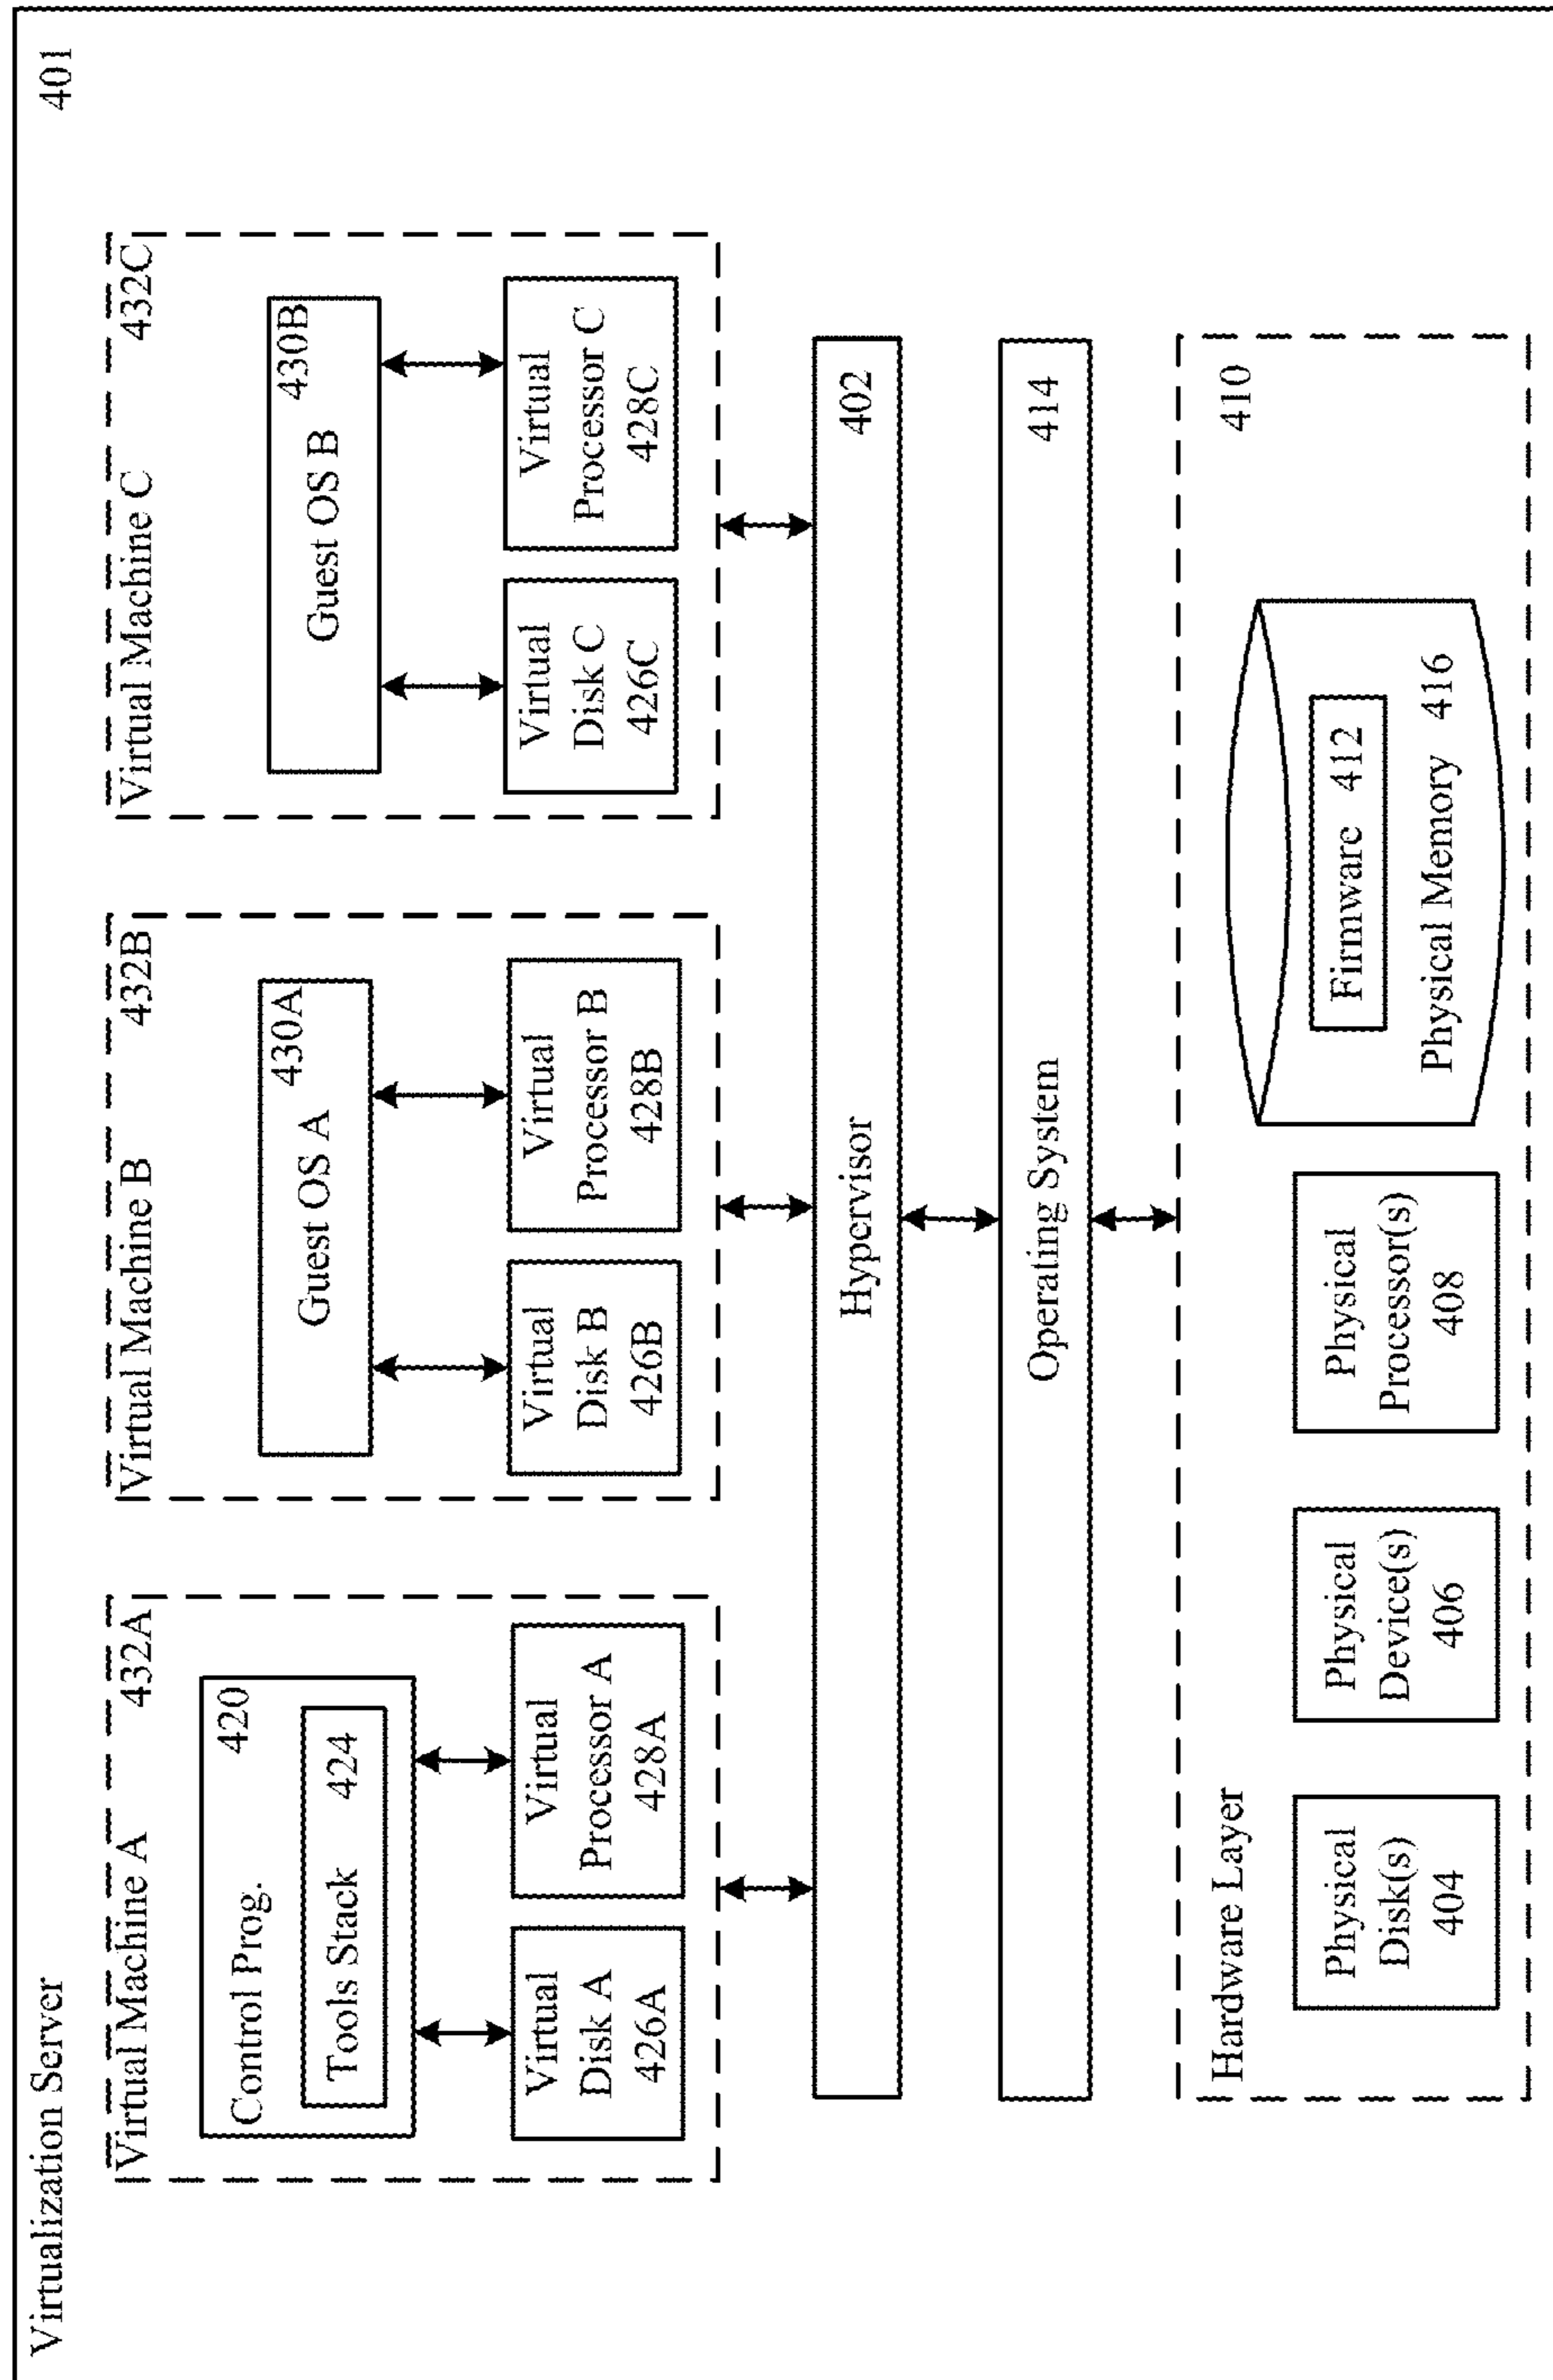 Virtualization Server
401
Virtual Machine A
432A
Control Prog.
420
Tools Stack 424
Virtual
Disk A
426A
Virtual
Processor A
428A
Virtual Machine B
432B
Guest OS A
430A
Virtual
Disk B
426B
Virtual
Processor B
428B
Virtual Machine C
432C
Guest OS B
430B
Virtual
Disk C
426C
Virtual
Processor C
428C
Hypervisor
402
Operating System
414
Hardware Layer
410
Physical
Disk(s)
404
Physical
Device(s)
406
Physical
Processor(s)
408
Firmware 412
Physical Memory 416